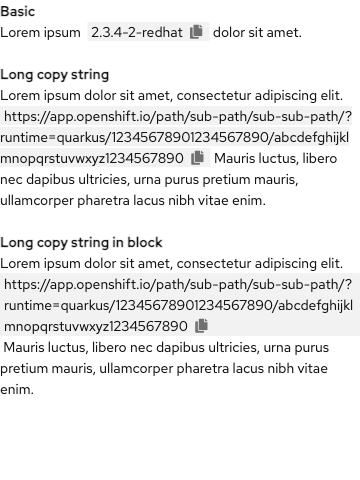 Basic
Lorem ipsum 2.3.4-2-redhat dolor sit amet.
Long copy string
Lorem ipsum dolor sit amet, consectetur adipiscing elit.
https://app.openshift.io/path/sub-path/sub-sub-path/?
runtime=quarkus/12345678901234567890/abcdefghijkl
mnopqrstuvwxyz1234567890 Mauris luctus, libero
nec dapibus ultricies, urna purus pretium mauris,
ullamcorper pharetra lacus nibh vitae enim.
Long copy string in block
Lorem ipsum dolor sit amet, consectetur adipiscing elit.
https://app.openshift.io/path/sub-path/sub-sub-path/?
runtime=quarkus/12345678901234567890/abcdefghijkl
mnopqrstuvwxyz1234567890
Mauris luctus, libero nec dapibus ultricies, urna purus
pretium mauris, ullamcorper pharetra lacus nibh vitae
enim.